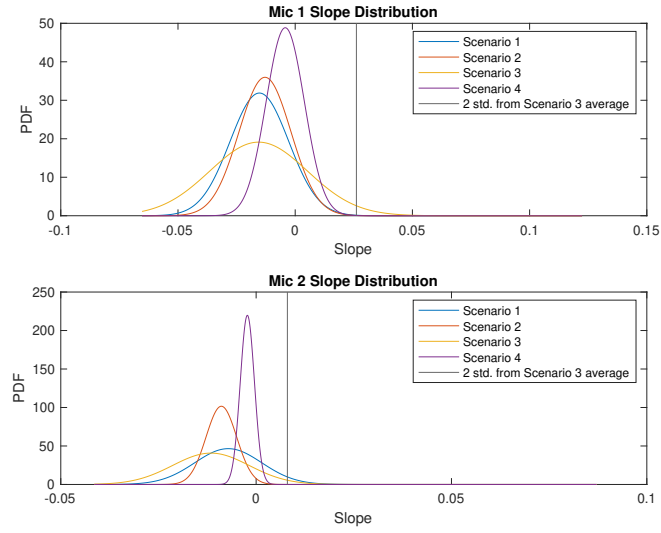 Mic 1 Slope Distribution
50
40
30
20
10
0
PDF
-0.1
-0.05
0
0.05
0.1
0.15
Slope
Scenario 1
Scenario 2
Scenario 3
Scenario 4
2 std. from Scenario 3 average
Mic 2 Slope Distribution
250
200
150
100
50
0
PDF
-0.05
0
0.05
0.1
Slope
Scenario 1
Scenario 2
Scenario 3
Scenario 4
2 std. from Scenario 3 average